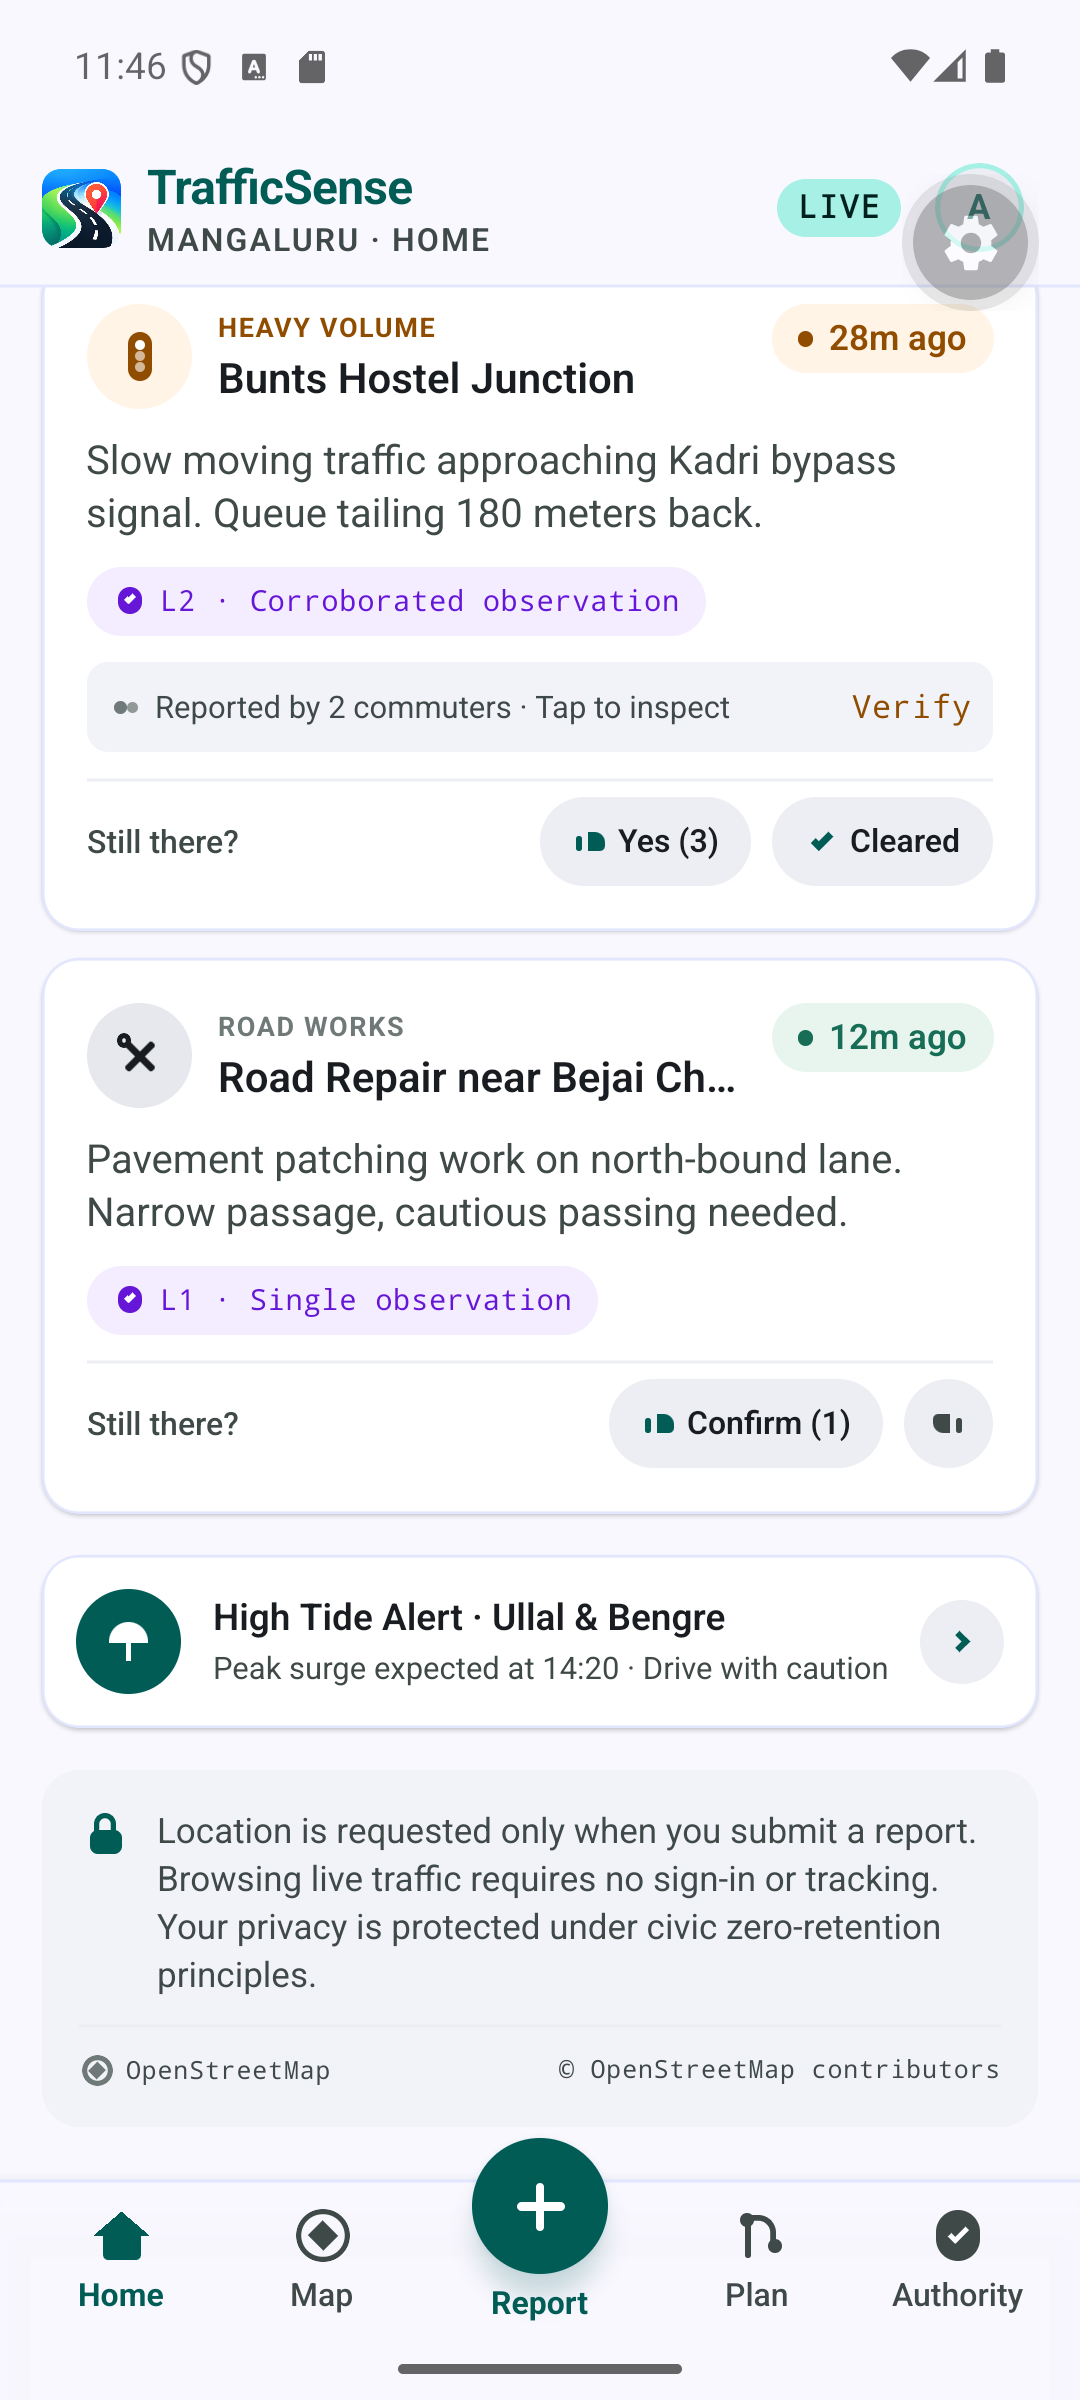 11:46
TrafficSense
MANGALURU · HOME
LIVE
A
HEAVY VOLUME
28m ago
Bunts Hostel Junction
Slow moving traffic approaching Kadri bypass
signal. Queue tailing 180 meters back.
L2 · Corroborated observation
Reported by 2 commuters · Tap to inspect
Verify
Still there?
Yes (3)
Cleared
ROAD WORKS
12m ago
Road Repair near Bejai Ch...
Pavement patching work on north-bound lane.
Narrow passage, cautious passing needed.
L1 · Single observation
Still there?
Confirm (1)
High Tide Alert · Ullal & Bengre
Peak surge expected at 14:20 · Drive with caution
Location is requested only when you submit a report.
Browsing live traffic requires no sign-in or tracking.
Your privacy is protected under civic zero-retention
principles.
OpenStreetMap
© OpenStreetMap contributors
Home
Map
Report
Plan
Authority